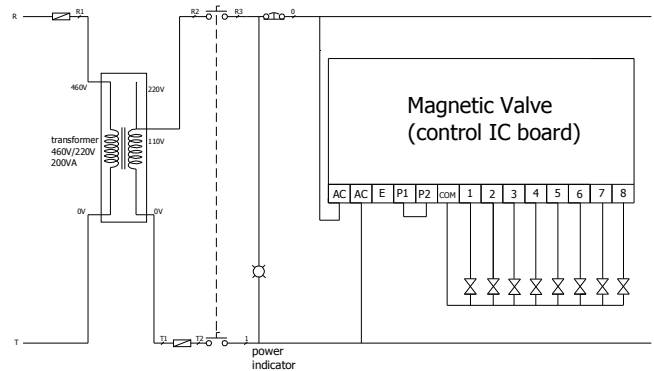 R
R1
R2
R3
0
460V
220V
transformer
460V/220V
200VA
110V
Magnetic Valve
(control IC board)
AC AC E P1 P2 COM 1 2 3 4 5 6 7 8
0V
0V
T
T1
T2
1
power
indicator